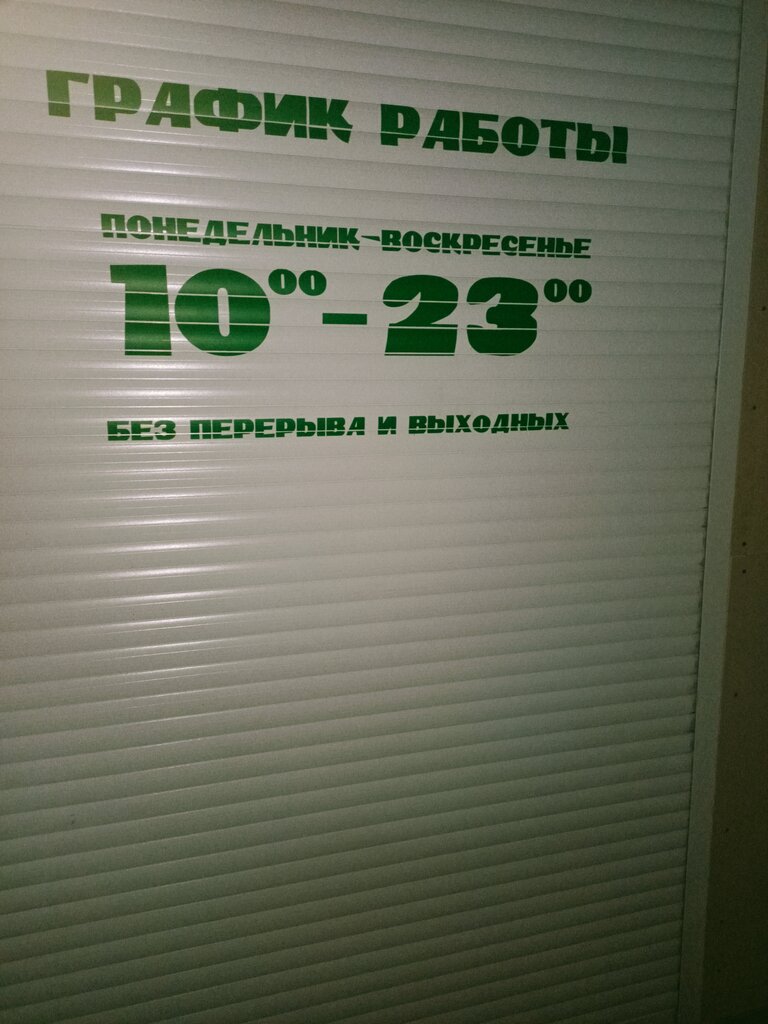 ГРАФИК РАБОТЫ
ПОНЕДЕЛЬНИК-ВОСКРЕСЕНЬЕ
10⁰⁰-23⁰⁰
БЕЗ ПЕРЕРЫВА И ВЫХОДНЫХ